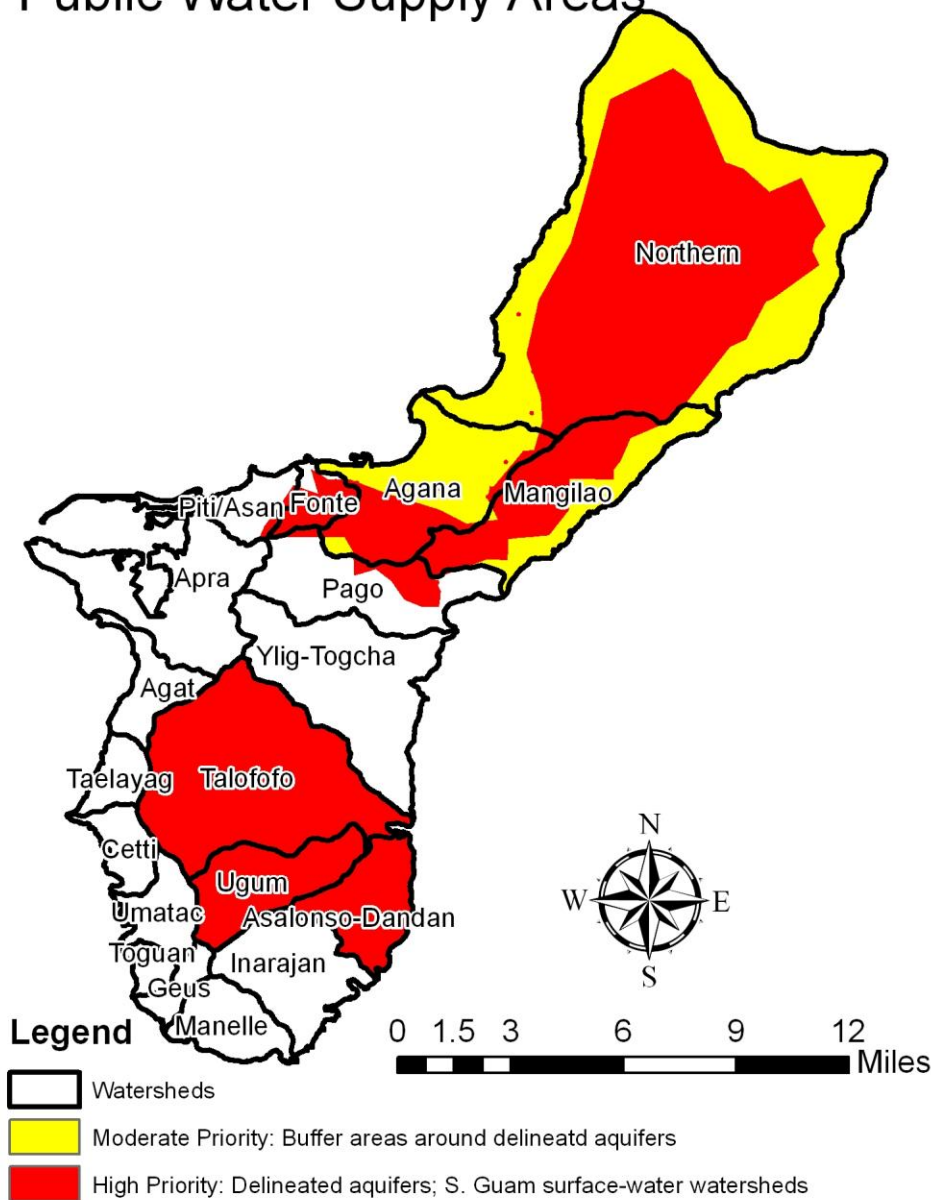 Public Water Supply Areas
Northern
Agana
Mangilao
Piti/Asan
Fonte
Apra
Pago
Ylig-Togcha
Agat
Taelayag
Talofofo
Cetti
Ugum
Umatac
Asalonso-Dandan
Toguan
Inarajan
Geus
Manelle
N
W
E
S
Legend
0 1.5 3 6 9 12
Miles
Watersheds
Moderate Priority: Buffer areas around delineatd aquifers
High Priority: Delineated aquifers; S. Guam surface-water watersheds